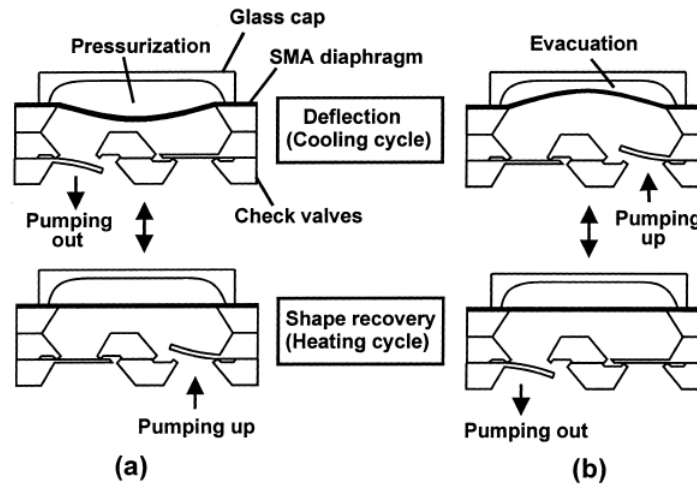 Glass cap
Pressurization
SMA diaphragm
Evacuation
Deflection
(Cooling cycle)
Pumping
out
Check valves
Pumping
up
Shape recovery
(Heating cycle)
Pumping up
Pumping out
(a)
(b)